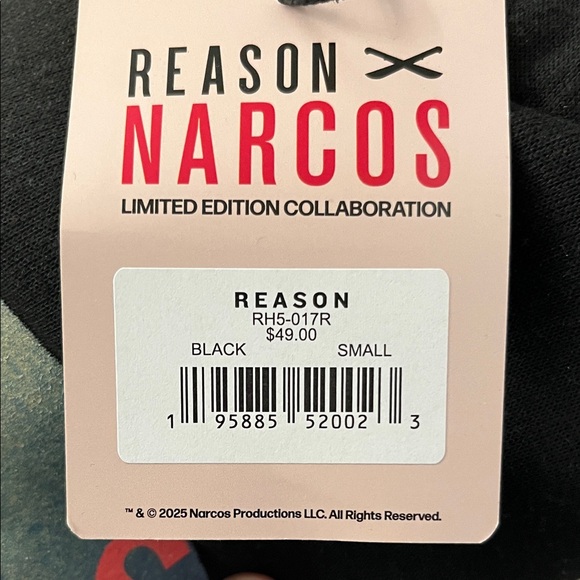 REASON
NARCOS
LIMITED EDITION COLLABORATION
REASON
RH5-017R
$49.00
BLACK SMALL
1 95885 52002 3
™ & © 2025 Narcos Productions LLC. All Rights Reserved.